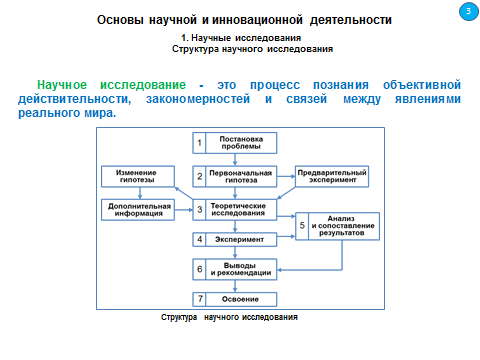 3
Основы научной и инновационной деятельности
1. Научные исследования
Структура научного исследования
Научное исследование - это процесс познания объективной
действительности, закономерностей и связей между явлениями
реального мира.
1 Постановка
проблемы
Изменение
гипотезы
2 Первоначальная
гипотеза
Предварительный
эксперимент
Дополнительная
информация
3 Теоретические
исследования
4 Эксперимент
5 Анализ
и сопоставление
результатов
6 Выводы
и рекомендации
7 Освоение
Структура научного исследования